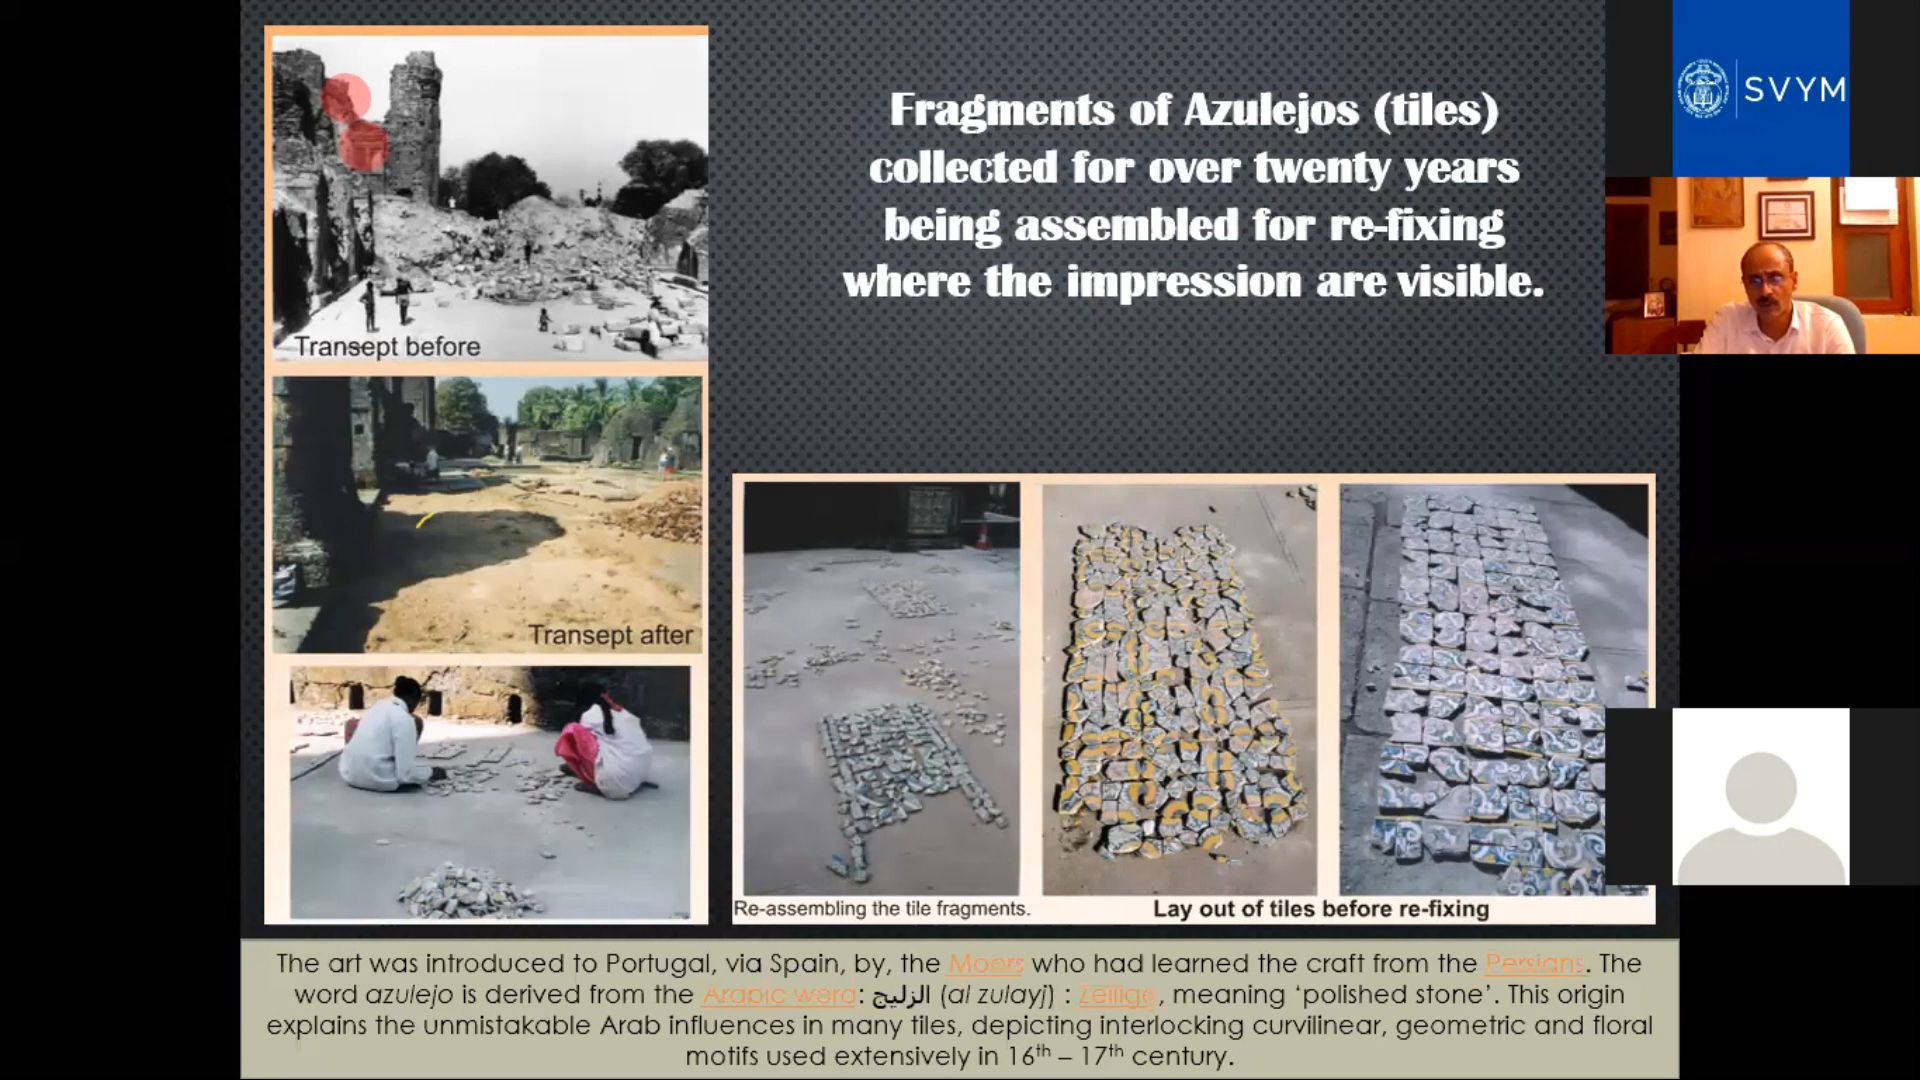 Fragments of Azulejos (tiles)
collected for over twenty years
being assembled for re-fixing
where the impression are visible.
SVYM
Transept before
Transept after
Re-assembling the tile fragments.
Lay out of tiles before re-fixing
The art was introduced to Portugal, via Spain, by, the Moors who had learned the craft from the Persians. The
word azulejo is derived from the Arabic word: الزليج (al zulayj) : Zellige, meaning ‘polished stone’. This origin
explains the unmistakable Arab influences in many tiles, depicting interlocking curvilinear, geometric and floral
motifs used extensively in 16th – 17th century.